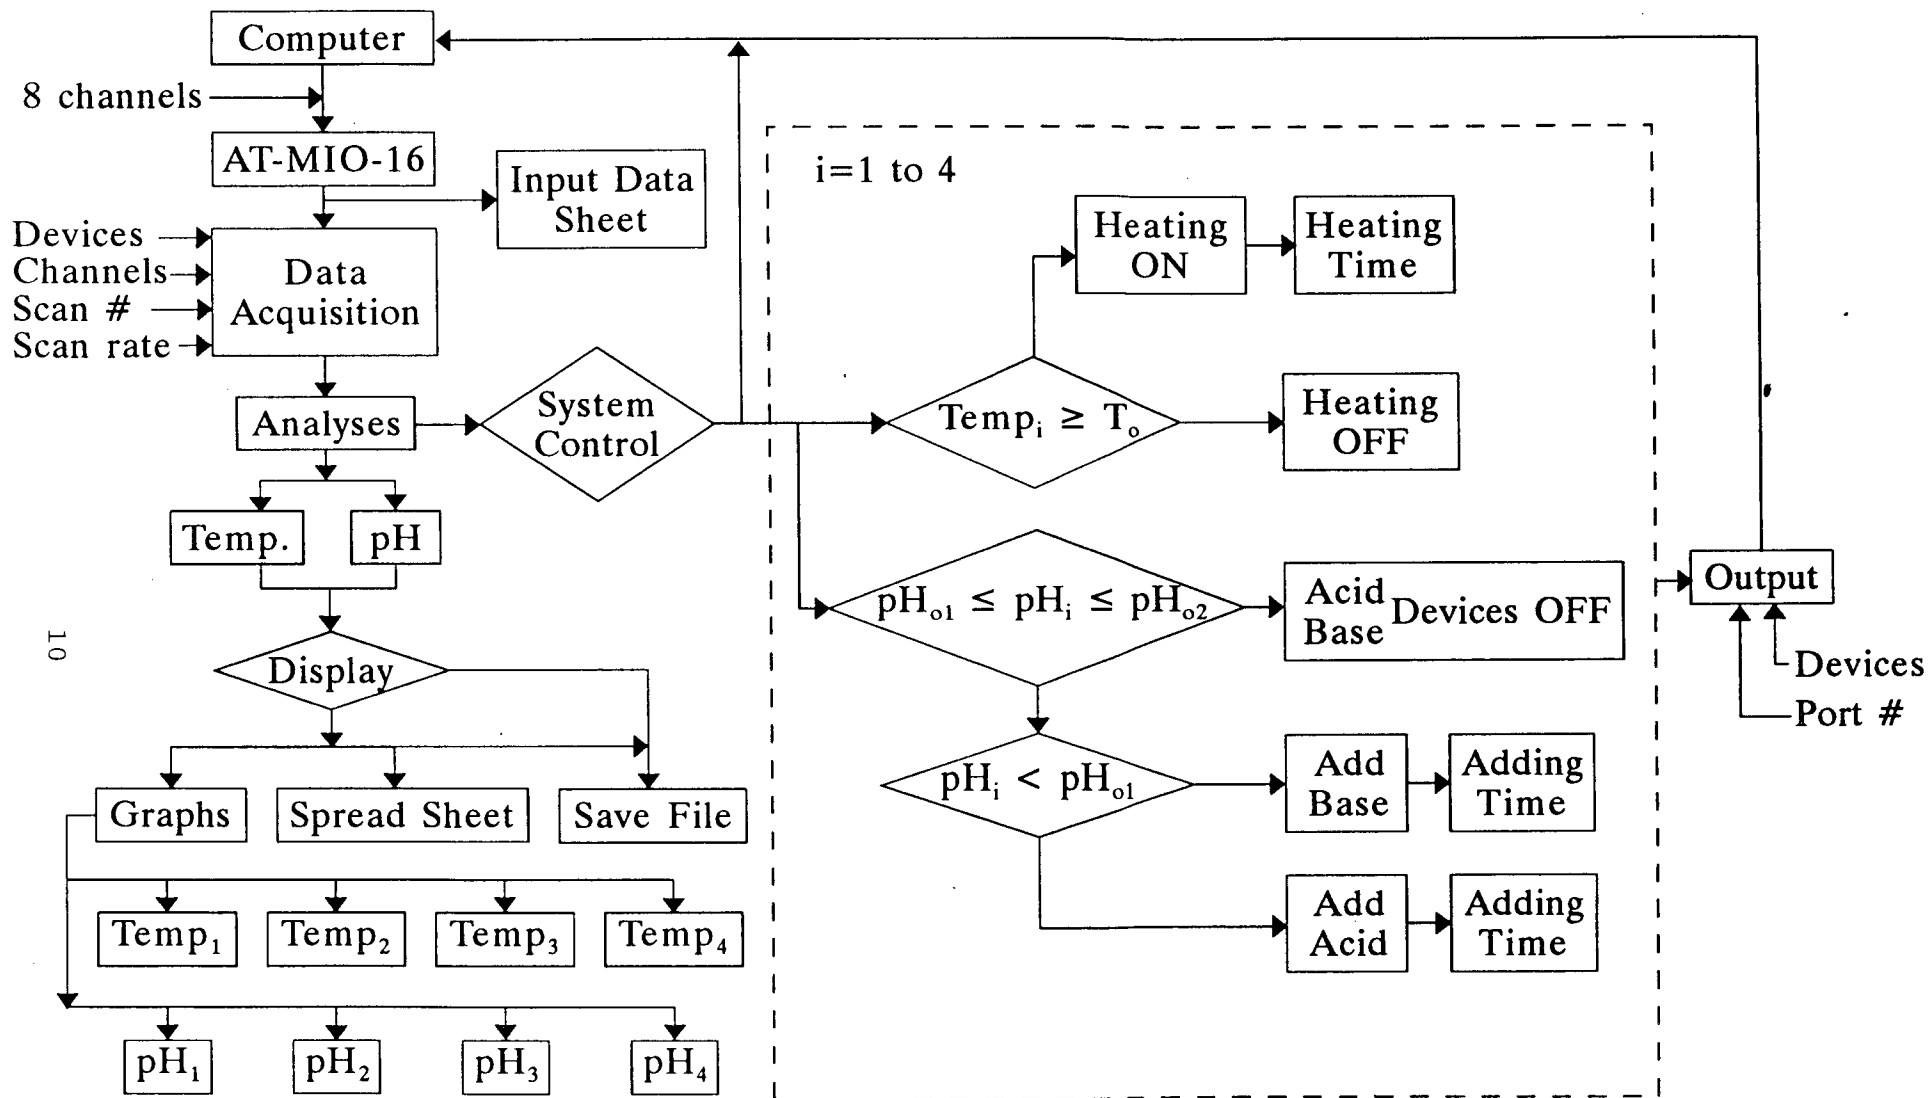 Computer
8 channels
AT-MIO-16
Input Data
Sheet
Devices
Channels
Scan #
Scan rate
Data
Acquisition
Analyses
System
Control
Temp.
pH
Display
Graphs
Spread Sheet
Save File
Temp₁
Temp₂
Temp₃
Temp₄
pH₁
pH₂
pH₃
pH₄
i=1 to 4
Heating
ON
Heating
Time
Tempᵢ ≥ Tₒ
Heating
OFF
pHₒ₁ ≤ pHᵢ ≤ pHₒ₂
Acid
Base
Devices OFF
pHᵢ < pHₒ₁
Add
Base
Adding
Time
Add
Acid
Adding
Time
Output
Devices
Port #
10